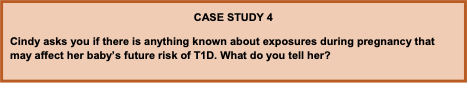 CASE STUDY 4
Cindy asks you if there is anything known about exposures during pregnancy that
may affect her baby's future risk of T1D. What do you tell her?